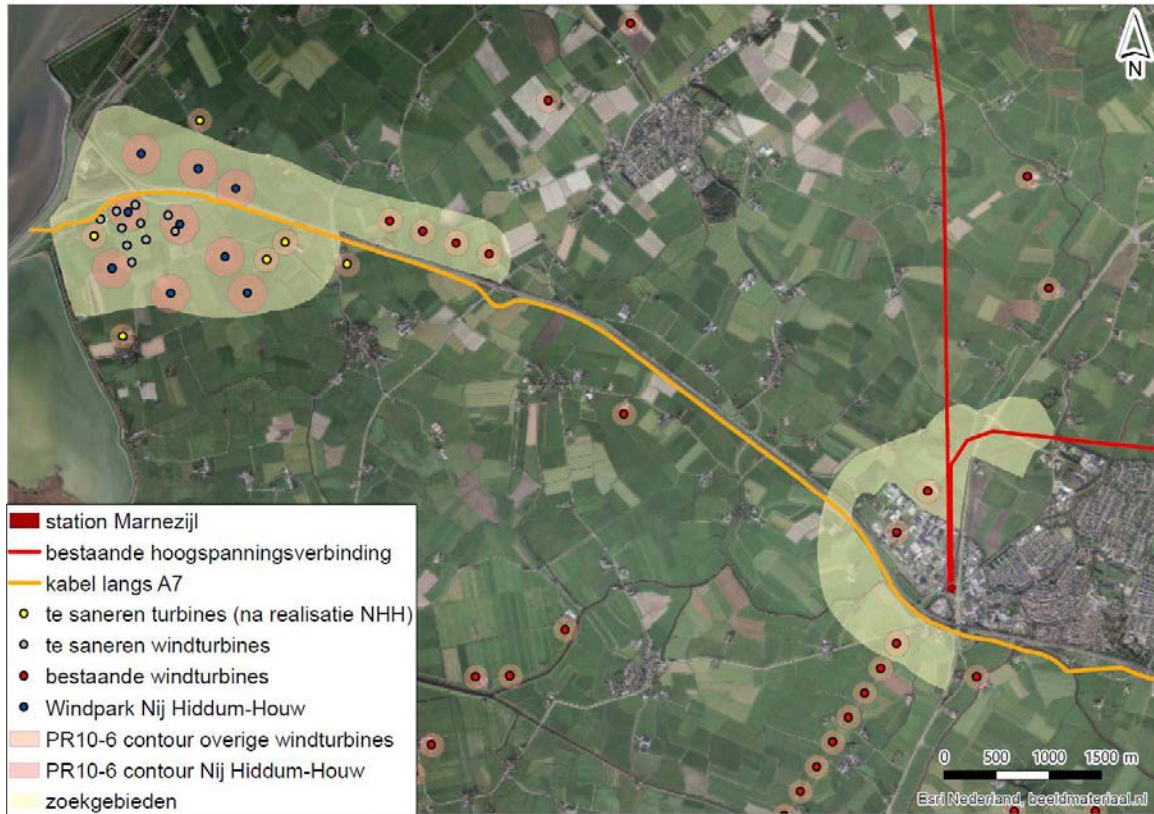 N
station Marnezijl
bestaande hoogspanningsverbinding
kabel langs A7
te saneren turbines (na realisatie NHH)
te saneren windturbines
bestaande windturbines
Windpark Nij Hiddum-Houw
PR10-6 contour overige windturbines
PR10-6 contour Nij Hiddum-Houw
zoekgebieden
0 500 1000 1500 m
Esri Nederland, beeldmateriaal.nl